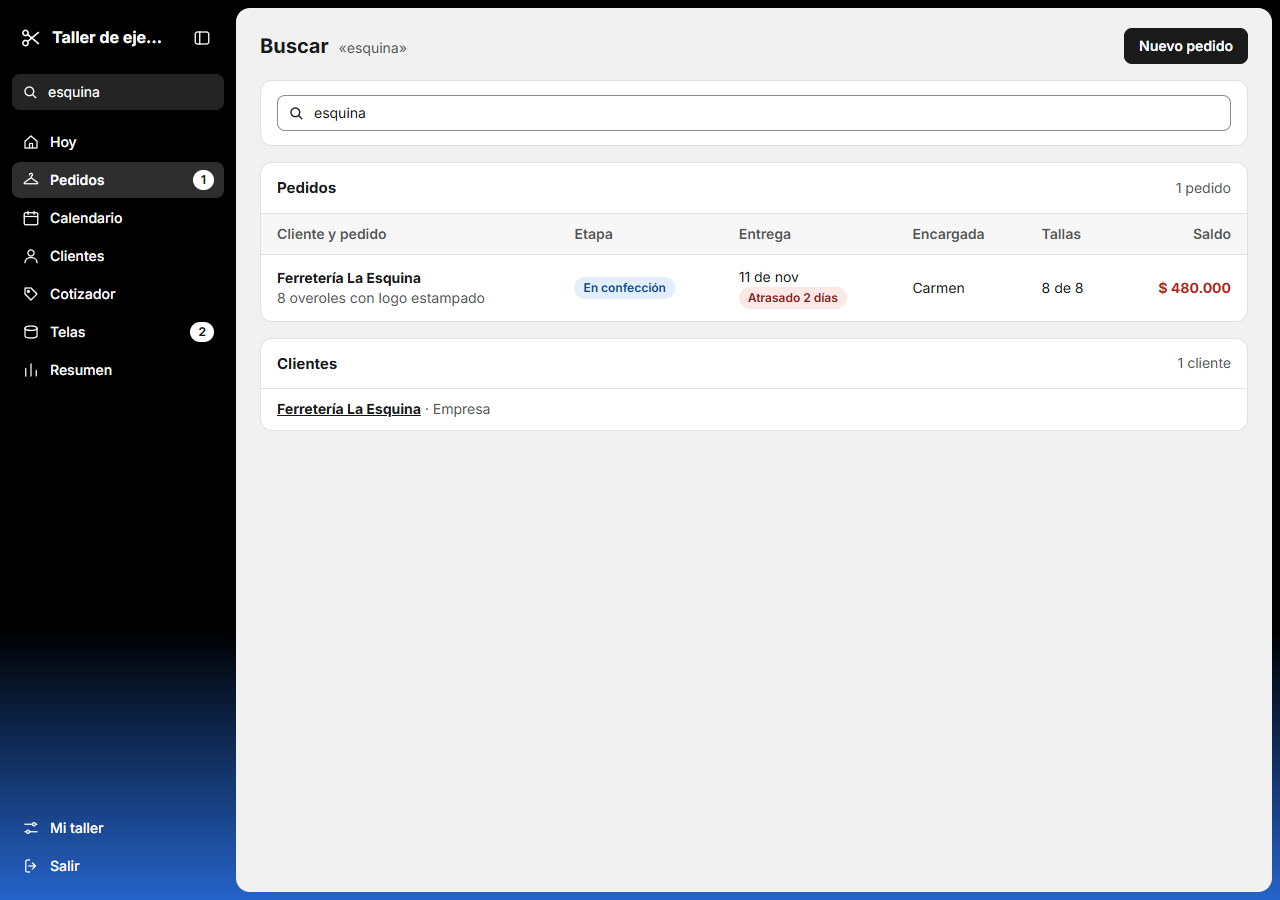 Taller de eje...
esquina
Hoy
Pedidos 1
Calendario
Clientes
Cotizador
Telas 2
Resumen
Mi taller
Salir
Buscar «esquina»
Nuevo pedido
esquina
Pedidos 1 pedido
Cliente y pedido Etapa Entrega Encargada Tallas Saldo
Ferretería La Esquina
8 overoles con logo estampado
En confección
11 de nov
Atrasado 2 días
Carmen
8 de 8
$ 480.000
Clientes 1 cliente
Ferretería La Esquina · Empresa